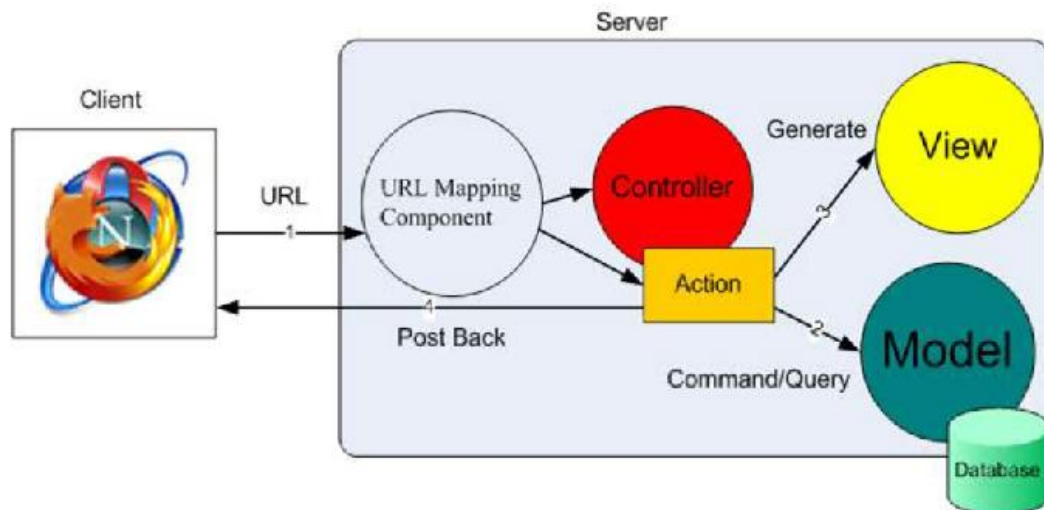 Server
Client
Generate
View
URL
URL Mapping
Component
Controller
N
1
3
Action
4
2
Post Back
Model
Command/Query
Database